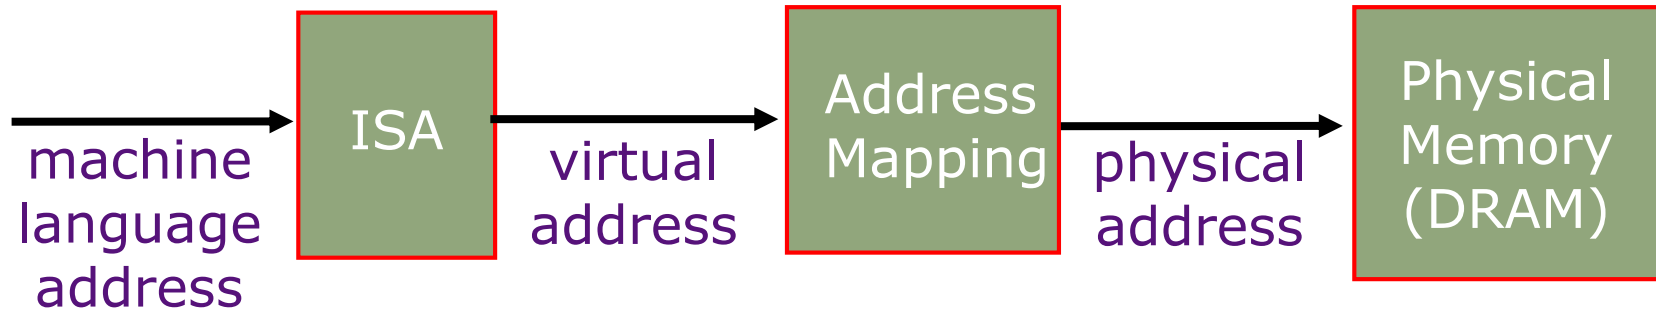 machine
language
address
ISA
virtual
address
Address
Mapping
physical
address
Physical
Memory
(DRAM)